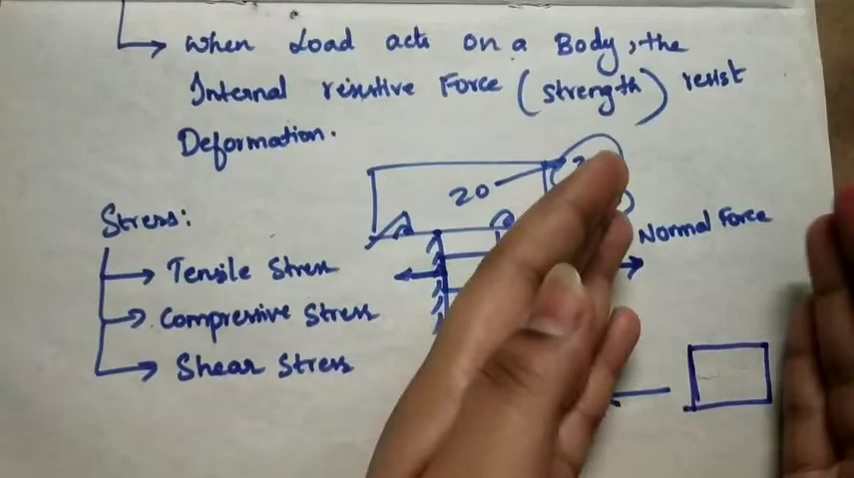 When Load acts on a Body, the
Internal resistive Force (strength) resist
Deformation.
20
Stress:
Normal Force
Tensile Stress
Compressive Stress
Shear Stress